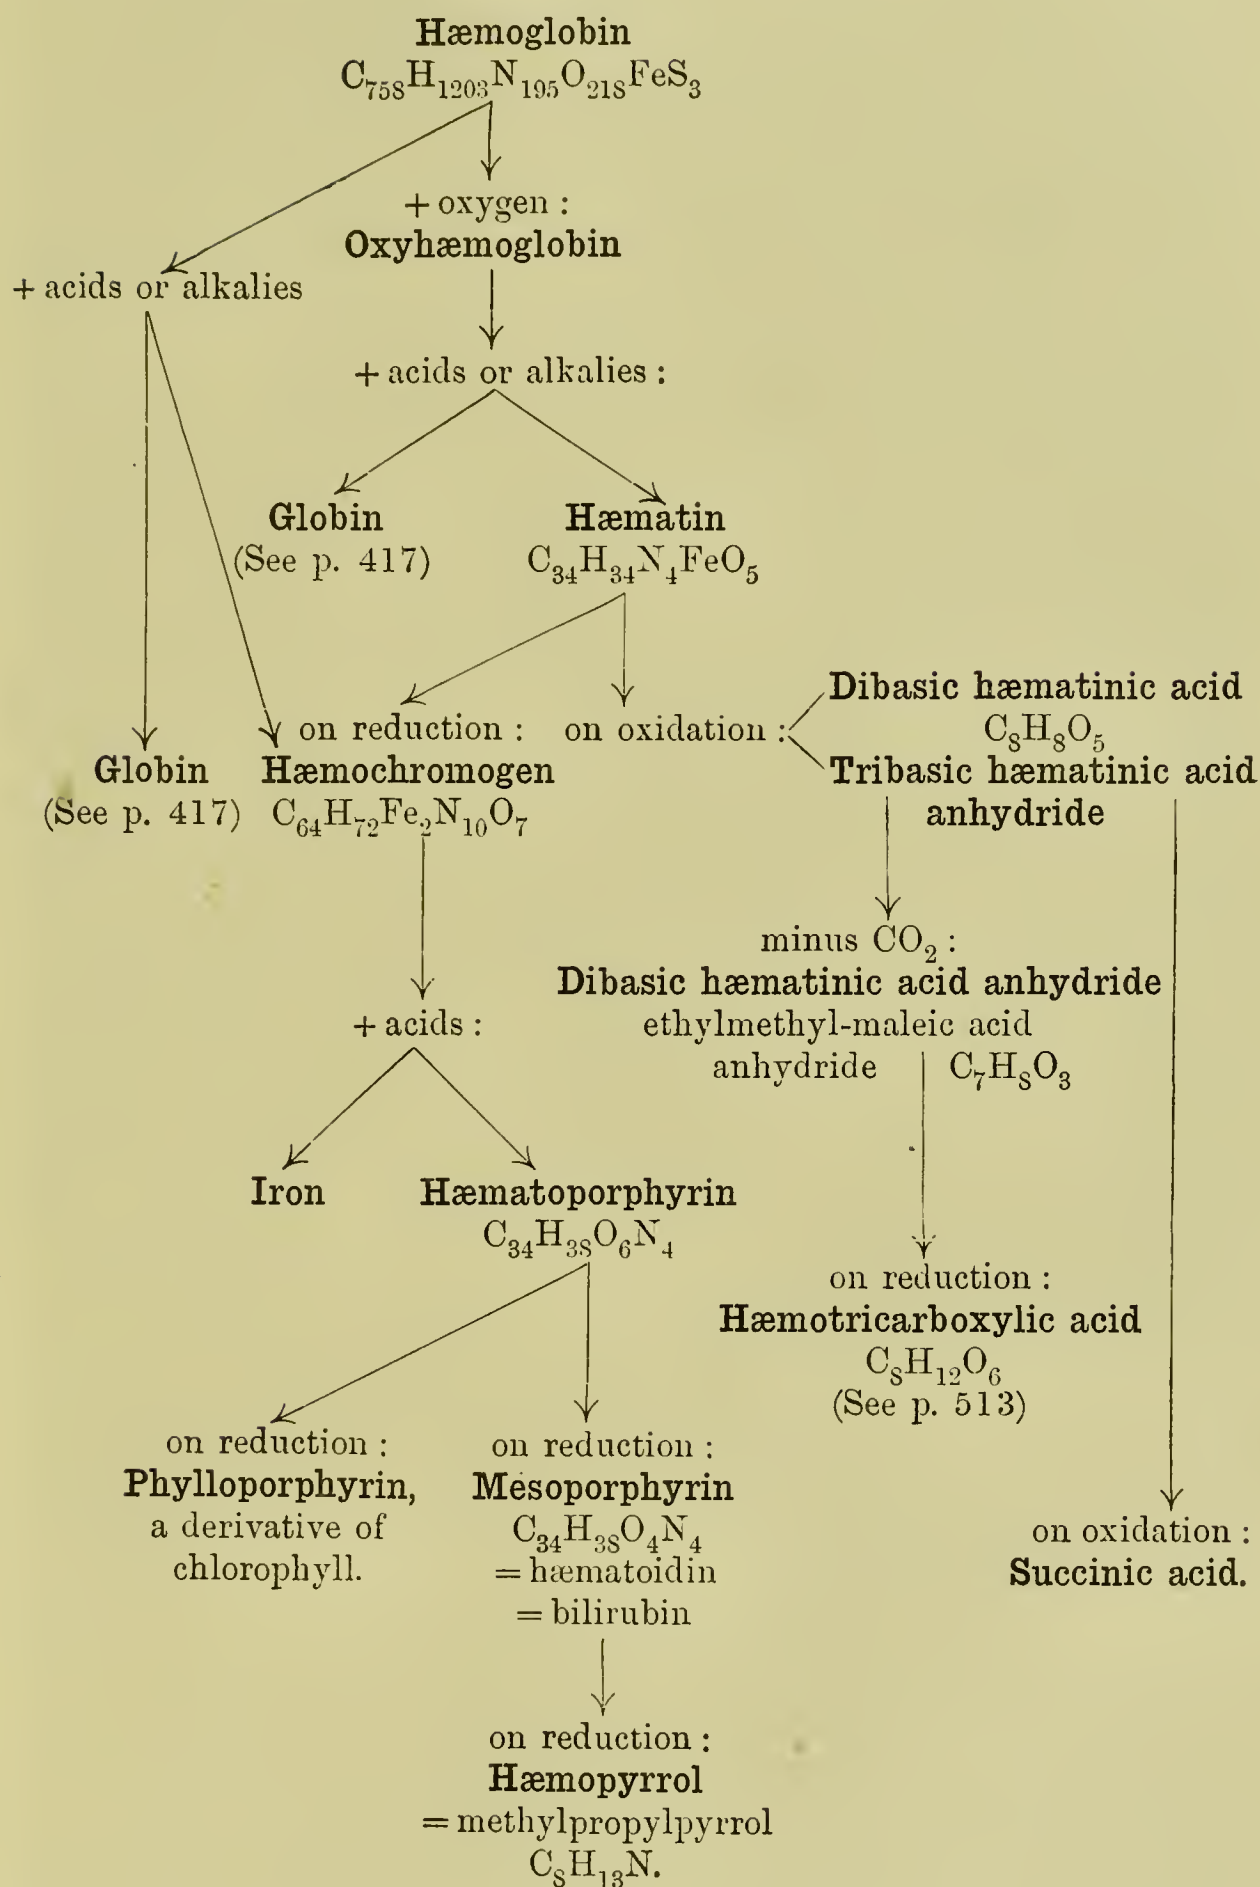 Hæmoglobin
C₇₅₈H₁₂₀₃N₁₉₅O₂₁₈FeS₃
+ oxygen :
Oxyhæmoglobin
+ acids or alkalies
+ acids or alkalies :
Globin
(See p. 417)
Hæmatin
C₃₄H₃₄N₄FeO₅
Globin
(See p. 417)
on reduction :
Hæmochromogen
C₆₄H₇₂Fe₂N₁₀O₇
on oxidation :
Dibasic hæmatinic acid
C₈H₈O₅
Tribasic hæmatinic acid
anhydride
minus CO₂ :
Dibasic hæmatinic acid anhydride
ethylmethyl-maleic acid
anhydride C₇H₈O₃
+ acids :
Iron
Hæmatoporphyrin
C₃₄H₃₈O₆N₄
on reduction :
Hæmotricarboxylic acid
C₈H₁₂O₆
(See p. 513)
on reduction :
Phylloporphyrin,
a derivative of
chlorophyll.
on reduction :
Mesoporphyrin
C₃₄H₃₈O₄N₄
= hæmatoidin
= bilirubin
on oxidation :
Succinic acid.
on reduction :
Hæmopyrrol
= methylpropylpyrrol
C₈H₁₃N.